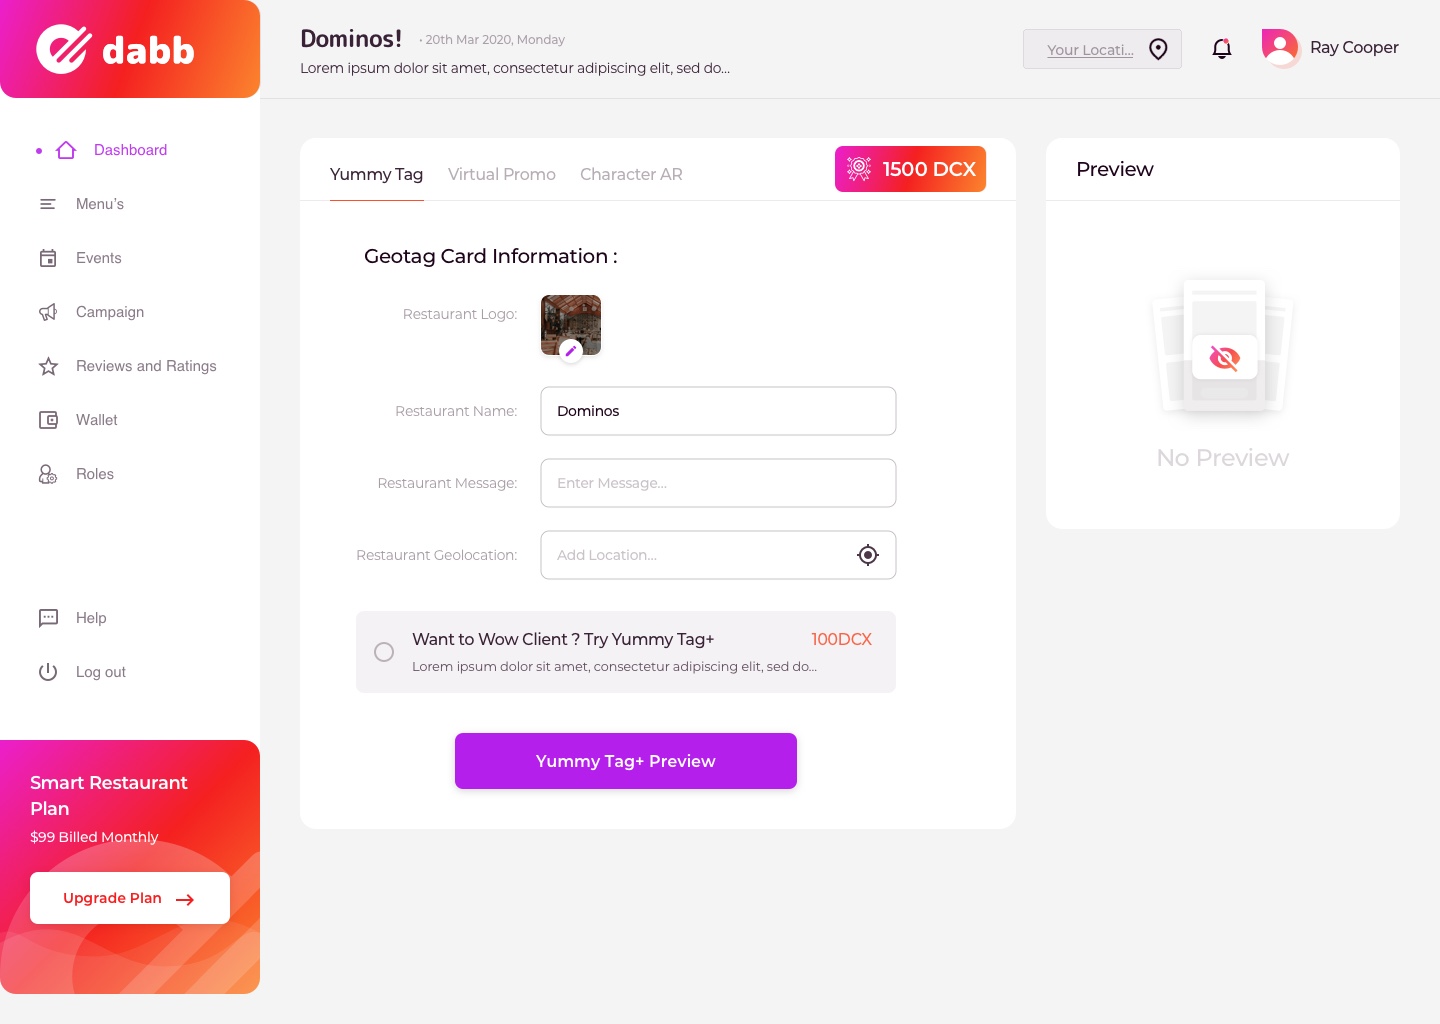 dabb
Dashboard
Menu's
Events
Campaign
Reviews and Ratings
Wallet
Roles
Help
Log out
Smart Restaurant
Plan
$99 Billed Monthly
Upgrade Plan
Dominos!
• 20th Mar 2020, Monday
Lorem ipsum dolor sit amet, consectetur adipiscing elit, sed do...
Your Locati...
Ray Cooper
Yummy Tag
Virtual Promo
Character AR
1500 DCX
Geotag Card Information :
Restaurant Logo:
Restaurant Name:
Dominos
Restaurant Message:
Enter Message...
Restaurant Geolocation:
Add Location...
Want to Wow Client ? Try Yummy Tag+
100DCX
Lorem ipsum dolor sit amet, consectetur adipiscing elit, sed do...
Yummy Tag+ Preview
Preview
No Preview